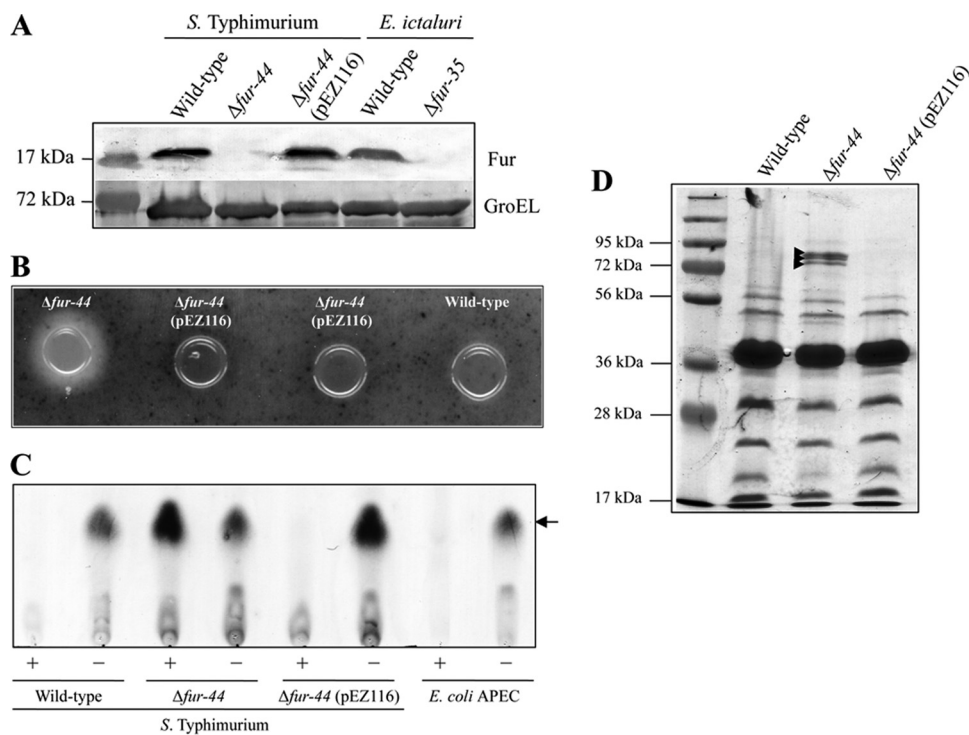 A
S. Typhimurium
E. ictaluri
Wild-type
Δfur-44
Δfur-44
(pEZ116)
Wild-type
Δfur-35
17 kDa
Fur
72 kDa
GroEL
B
Δfur-44
Δfur-44
(pEZ116)
Δfur-44
(pEZ116)
Wild-type
C
+ − + − + − + −
Wild-type
Δfur-44
Δfur-44 (pEZ116)
E. coli APEC
S. Typhimurium
D
Wild-type
Δfur-44
Δfur-44 (pEZ116)
95 kDa
72 kDa
56 kDa
36 kDa
28 kDa
17 kDa